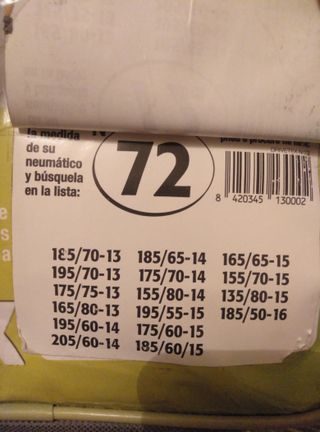 la medida
de su
neumático
y búsquela
en la lista:
Nº
72
8 420345 130002
185/70-13 185/65-14 165/65-15
195/70-13 175/70-14 155/70-15
175/75-13 155/80-14 135/80-15
165/80-13 195/55-15 185/50-16
195/60-14 175/60-15
205/60-14 185/60/15